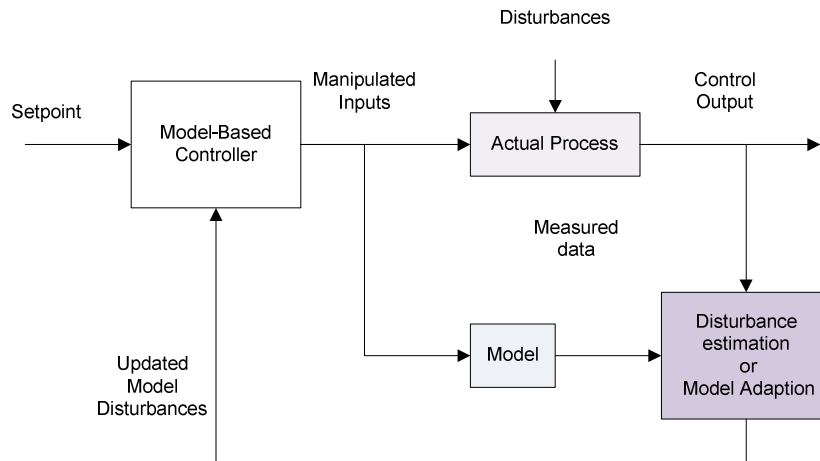 Disturbances
Setpoint
Model-Based
Controller
Manipulated
Inputs
Actual Process
Control
Output
Measured
data
Model
Disturbance
estimation
or
Model Adaption
Updated
Model
Disturbances